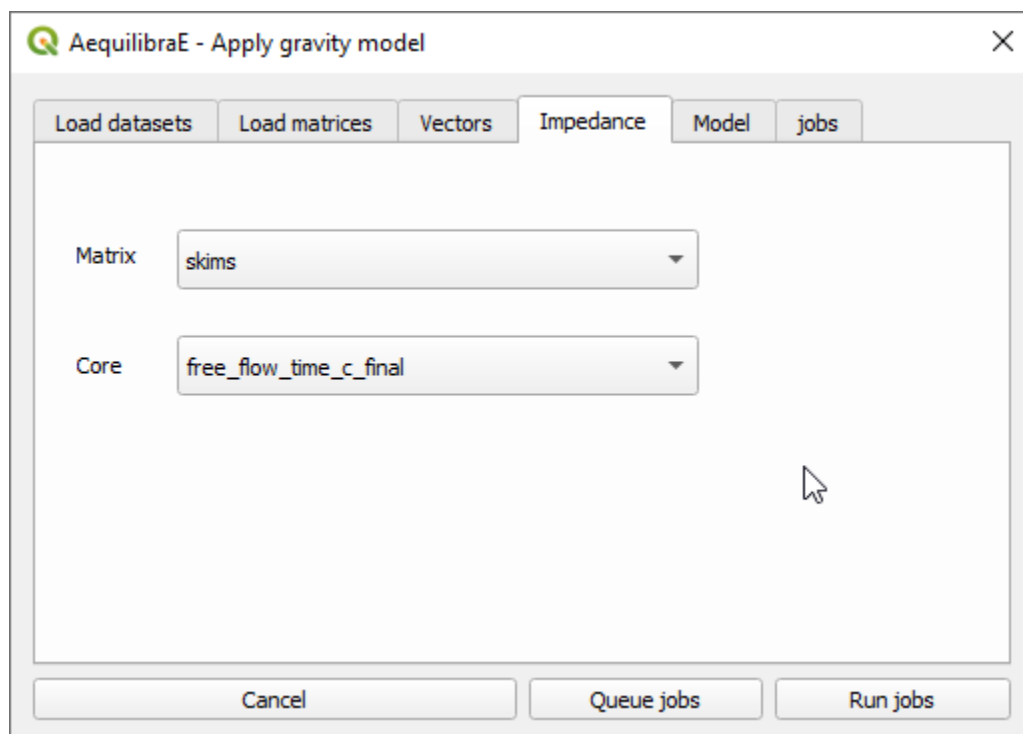 AequilibraE - Apply gravity model
Load datasets Load matrices Vectors Impedance Model jobs
Matrix skims
Core free_flow_time_c_final
Cancel Queue jobs Run jobs